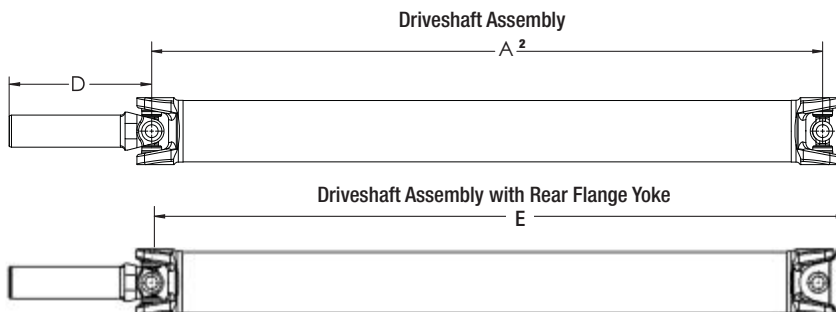 Driveshaft Assembly
A ²
D
Driveshaft Assembly with Rear Flange Yoke
E